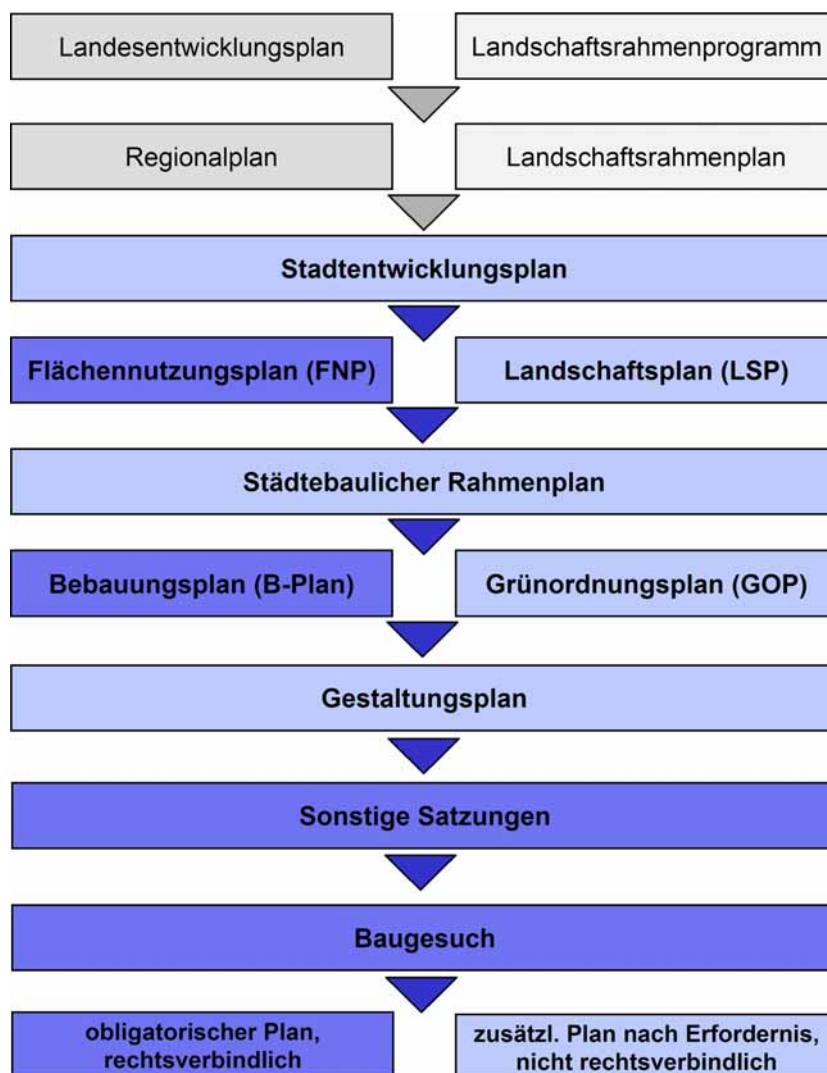 Landesentwicklungsplan
Landschaftsrahmenprogramm
Regionalplan
Landschaftsrahmenplan
Stadtentwicklungsplan
Flächennutzungsplan (FNP)
Landschaftsplan (LSP)
Städtebaulicher Rahmenplan
Bebauungsplan (B-Plan)
Grünordnungsplan (GOP)
Gestaltungsplan
Sonstige Satzungen
Baugesuch
obligatorischer Plan,
rechtsverbindlich
zusätzl. Plan nach Erfordernis,
nicht rechtsverbindlich